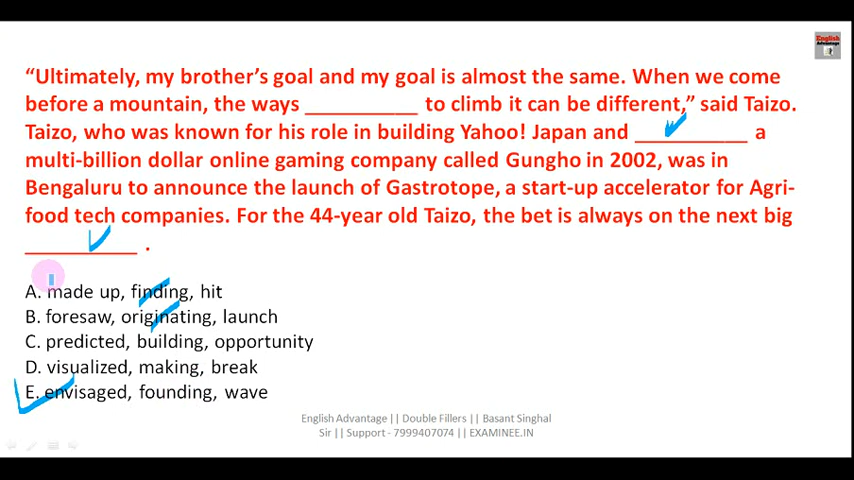 English
Advantage
“Ultimately, my brother’s goal and my goal is almost the same. When we come
before a mountain, the ways __________ to climb it can be different,” said Taizo.
Taizo, who was known for his role in building Yahoo! Japan and __________ a
multi-billion dollar online gaming company called Gungho in 2002, was in
Bengaluru to announce the launch of Gastrotope, a start-up accelerator for Agri-
food tech companies. For the 44-year old Taizo, the bet is always on the next big
__________ .
A. made up, finding, hit
B. foresaw, originating, launch
C. predicted, building, opportunity
D. visualized, making, break
E. envisaged, founding, wave
English Advantage || Double Fillers || Basant Singhal
Sir || Support - 7999407074 || EXAMINEE.IN